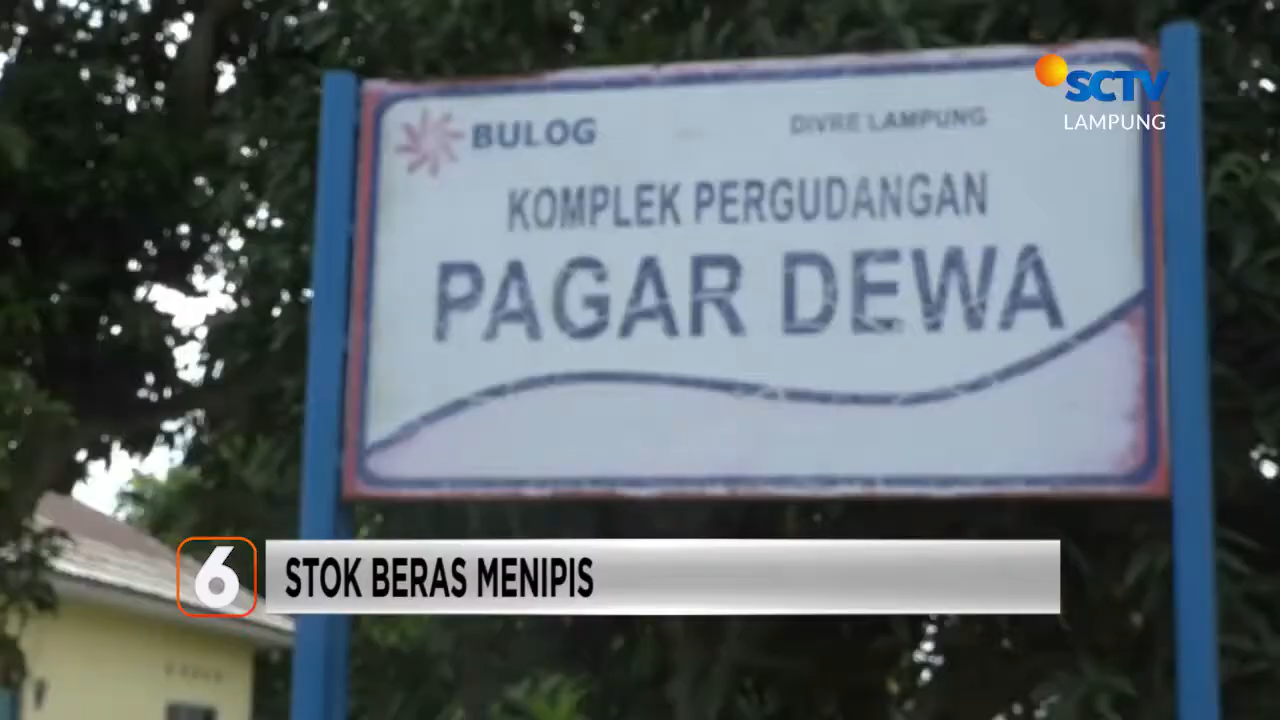 SCTV
LAMPUNG
BULOG
DIVRE LAMPUNG
KOMPLEK PERGUDANGAN
PAGAR DEWA
6
STOK BERAS MENIPIS